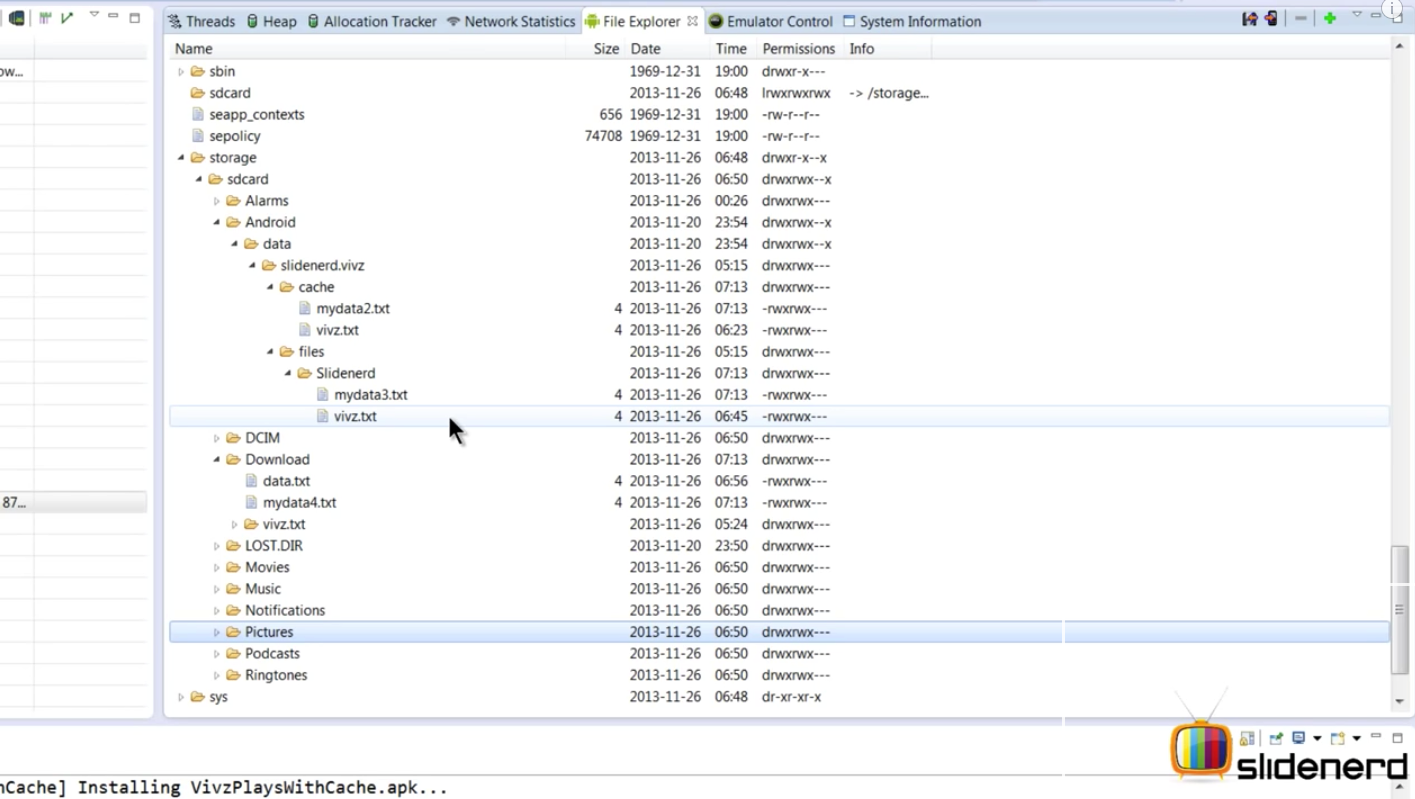 Threads Heap Allocation Tracker Network Statistics File Explorer Emulator Control System Information
Name Size Date Time Permissions Info
ow...
sbin 1969-12-31 19:00 drwxr-x---
sdcard 2013-11-26 06:48 lrwxrwxrwx -> /storage...
seapp_contexts 656 1969-12-31 19:00 -rw-r--r--
sepolicy 74708 1969-12-31 19:00 -rw-r--r--
storage 2013-11-26 06:48 drwxr-x--x
sdcard 2013-11-26 06:50 drwxrwx--x
Alarms 2013-11-26 00:26 drwxrwx---
Android 2013-11-20 23:54 drwxrwx--x
data 2013-11-20 23:54 drwxrwx--x
slidenerd.vivz 2013-11-26 05:15 drwxrwx---
cache 2013-11-26 07:13 drwxrwx---
mydata2.txt 4 2013-11-26 07:13 -rwxrwx---
vivz.txt 4 2013-11-26 06:23 -rwxrwx---
files 2013-11-26 05:15 drwxrwx---
Slidenerd 2013-11-26 07:13 drwxrwx---
mydata3.txt 4 2013-11-26 07:13 -rwxrwx---
vivz.txt 4 2013-11-26 06:45 -rwxrwx---
DCIM 2013-11-26 06:50 drwxrwx---
Download 2013-11-26 07:13 drwxrwx---
data.txt 4 2013-11-26 06:56 -rwxrwx---
87... mydata4.txt 4 2013-11-26 07:13 -rwxrwx---
vivz.txt 2013-11-26 05:24 drwxrwx---
LOST.DIR 2013-11-20 23:50 drwxrwx---
Movies 2013-11-26 06:50 drwxrwx---
Music 2013-11-26 06:50 drwxrwx---
Notifications 2013-11-26 06:50 drwxrwx---
Pictures 2013-11-26 06:50 drwxrwx---
Podcasts 2013-11-26 06:50 drwxrwx---
Ringtones 2013-11-26 06:50 drwxrwx---
sys 2013-11-26 06:48 dr-xr-xr-x
slidenerd
nCache] Installing VivzPlaysWithCache.apk...